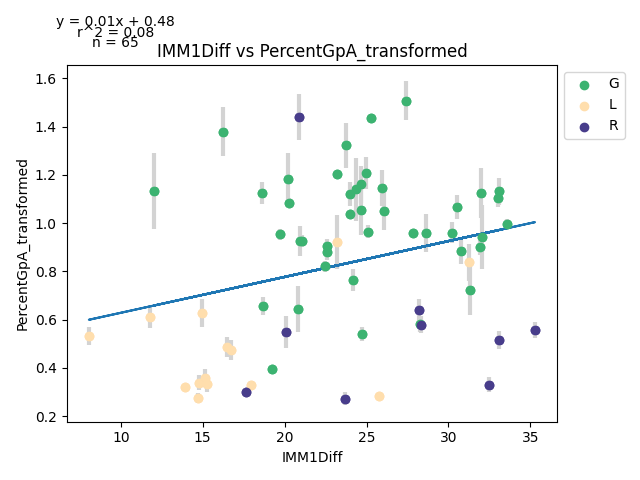 y = 0.01x + 0.48
r^2 = 0.08
n = 65
IMM1Diff vs PercentGpA_transformed
G
L
R
1.6
1.4
1.2
1.0
0.8
0.6
0.4
0.2
PercentGpA_transformed
10 15 20 25 30 35
IMM1Diff